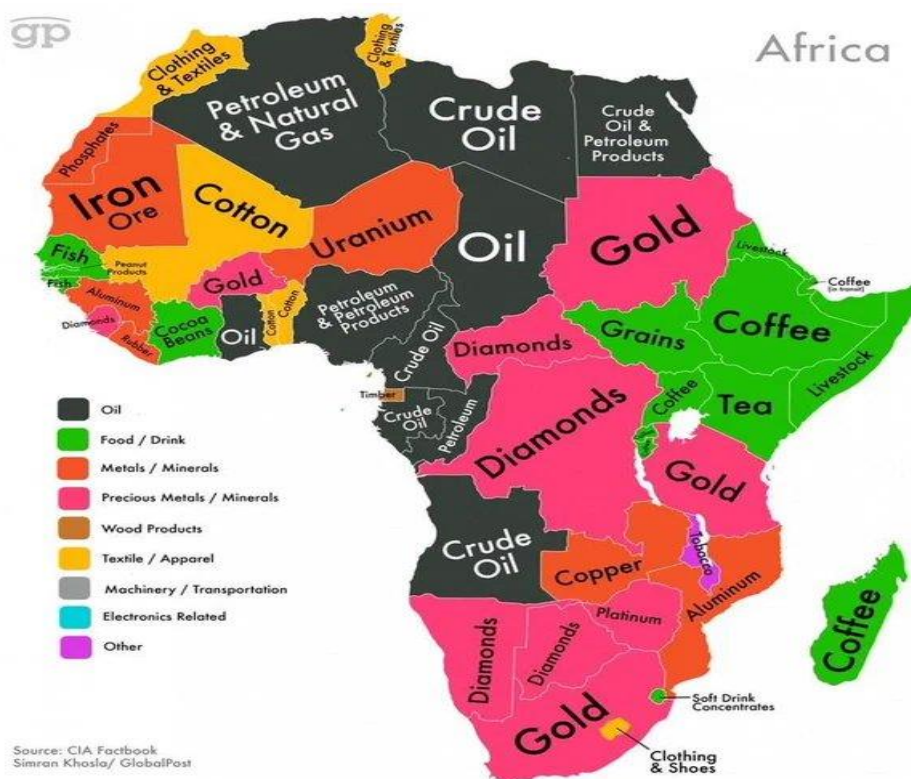 gp
Africa
Clothing
& Textiles
Clothing
& Textiles
Petroleum
& Natural
Gas
Crude
Oil
Crude
Oil &
Petroleum
Products
Phosphates
Iron
Ore
Cotton
Uranium
Oil
Gold
Fish
Peanut
Products
Gold
Livestock
Coffee
(in transit)
Fish
Aluminum
Diamonds
Rubber
Cocoa
Beans
Oil
Cotton
Cotton
Petroleum
& Petroleum
Products
Crude Oil
Diamonds
Grains
Coffee
Livestock
Timber
Crude
Oil
Petroleum
Diamonds
Coffee
Tea
Gold
Oil
Food / Drink
Metals / Minerals
Precious Metals / Minerals
Wood Products
Textile / Apparel
Machinery / Transportation
Electronics Related
Other
Crude
Oil
Copper
Tobacco
Aluminum
Coffee
Diamonds
Diamonds
Platinum
Gold
Soft Drink
Concentrates
Clothing
& Shoes
Source: CIA Factbook
Simran Khosla/ GlobalPost